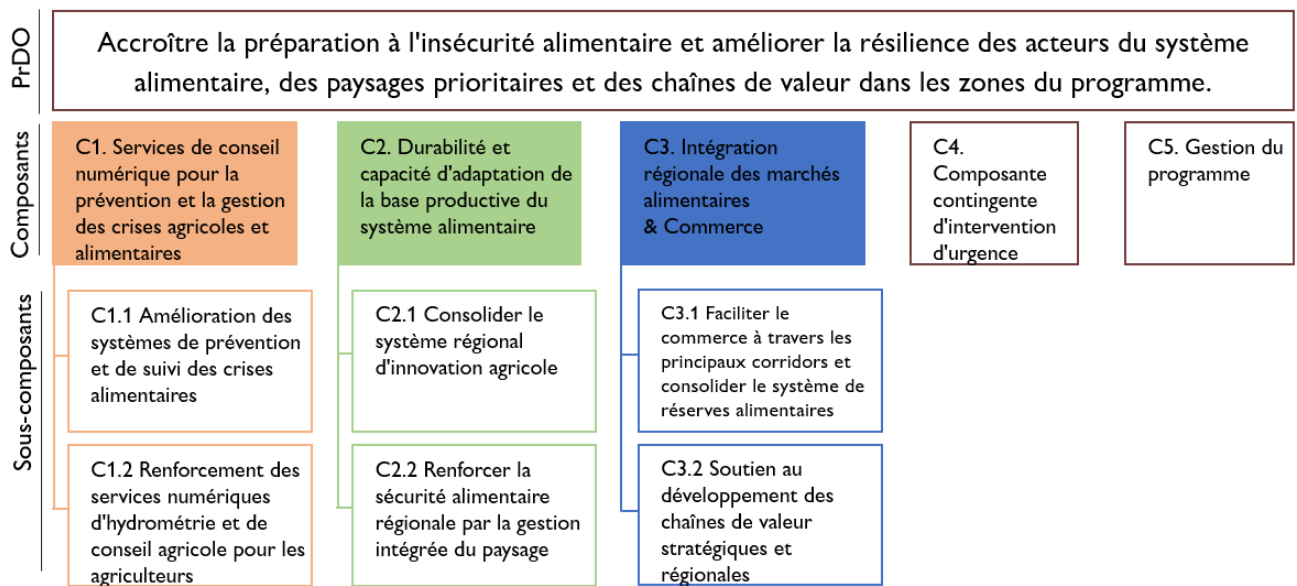 PrDO
Accroître la préparation à l'insécurité alimentaire et améliorer la résilience des acteurs du système
alimentaire, des paysages prioritaires et des chaînes de valeur dans les zones du programme.
Composants
C1. Services de conseil
numérique pour la
prévention et la gestion
des crises agricoles et
alimentaires
C2. Durabilité et
capacité d'adaptation de
la base productive du
système alimentaire
C3. Intégration
régionale des marchés
alimentaires
& Commerce
C4.
Composante
contingente
d'intervention
d'urgence
C5. Gestion du
programme
Sous-composants
C1.1 Amélioration des
systèmes de prévention
et de suivi des crises
alimentaires
C2.1 Consolider le
système régional
d'innovation agricole
C3.1 Faciliter le
commerce à travers les
principaux corridors et
consolider le système de
réserves alimentaires
C1.2 Renforcement des
services numériques
d'hydrométrie et de
conseil agricole pour les
agriculteurs
C2.2 Renforcer la
sécurité alimentaire
régionale par la gestion
intégrée du paysage
C3.2 Soutien au
développement des
chaînes de valeur
stratégiques et
régionales